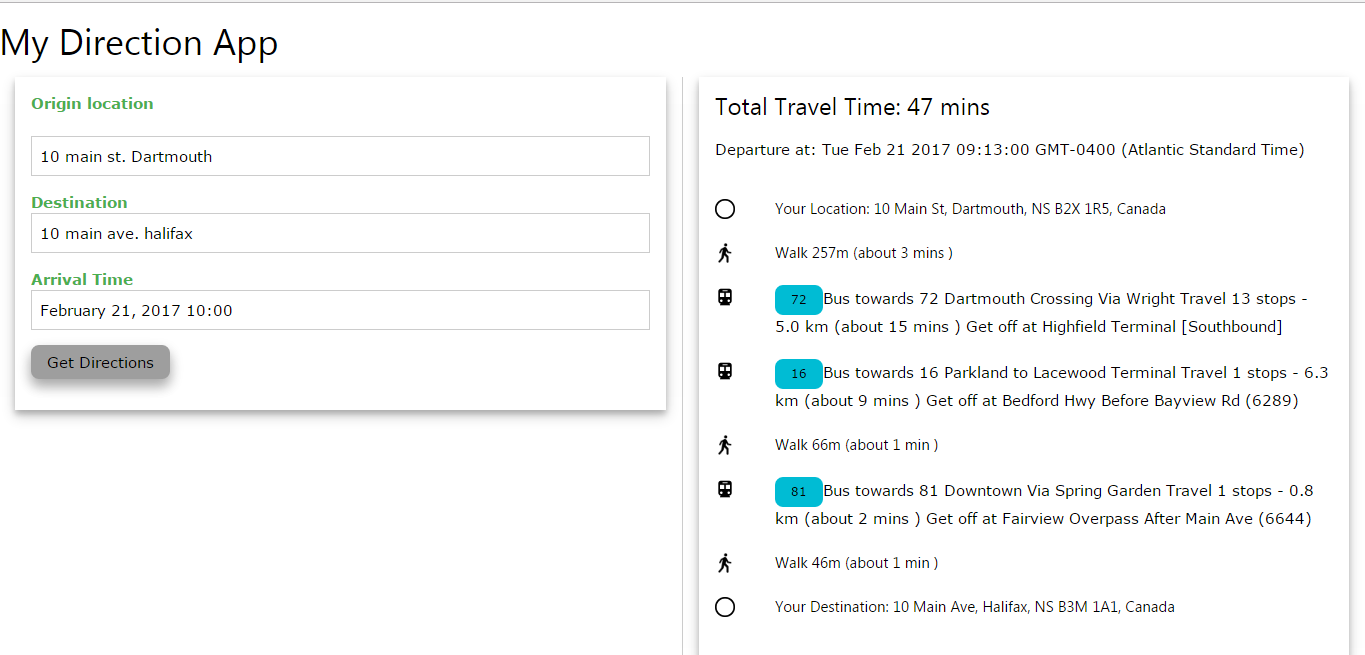 My Direction App
Origin location
10 main st. Dartmouth
Destination
10 main ave. halifax
Arrival Time
February 21, 2017 10:00
Get Directions
Total Travel Time: 47 mins
Departure at: Tue Feb 21 2017 09:13:00 GMT-0400 (Atlantic Standard Time)
Your Location: 10 Main St, Dartmouth, NS B2X 1R5, Canada
Walk 257m (about 3 mins )
72 Bus towards 72 Dartmouth Crossing Via Wright Travel 13 stops -
5.0 km (about 15 mins ) Get off at Highfield Terminal [Southbound]
16 Bus towards 16 Parkland to Lacewood Terminal Travel 1 stops - 6.3
km (about 9 mins ) Get off at Bedford Hwy Before Bayview Rd (6289)
Walk 66m (about 1 min )
81 Bus towards 81 Downtown Via Spring Garden Travel 1 stops - 0.8
km (about 2 mins ) Get off at Fairview Overpass After Main Ave (6644)
Walk 46m (about 1 min )
Your Destination: 10 Main Ave, Halifax, NS B3M 1A1, Canada